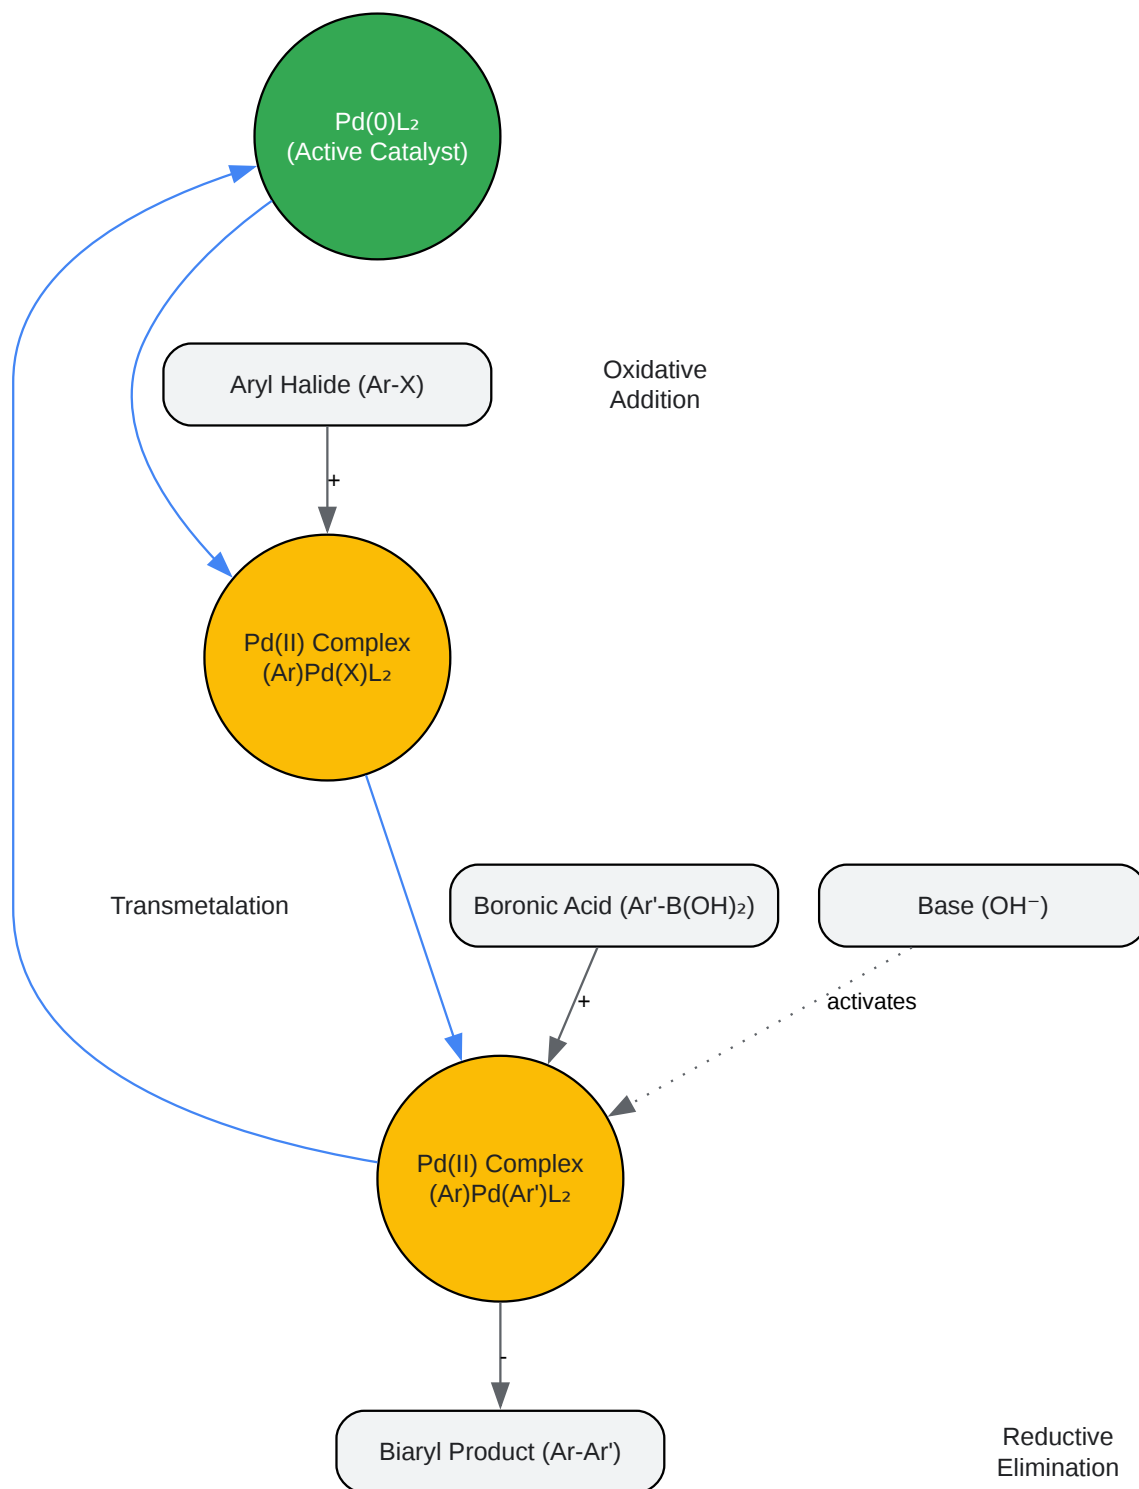 Pd(0)L₂
(Active Catalyst)
Aryl Halide (Ar-X)
Oxidative
Addition
+
Pd(II) Complex
(Ar)Pd(X)L₂
Transmetalation
Boronic Acid (Ar'-B(OH)₂)
Base (OH⁻)
+
activates
Pd(II) Complex
(Ar)Pd(Ar')L₂
-
Biaryl Product (Ar-Ar')
Reductive
Elimination